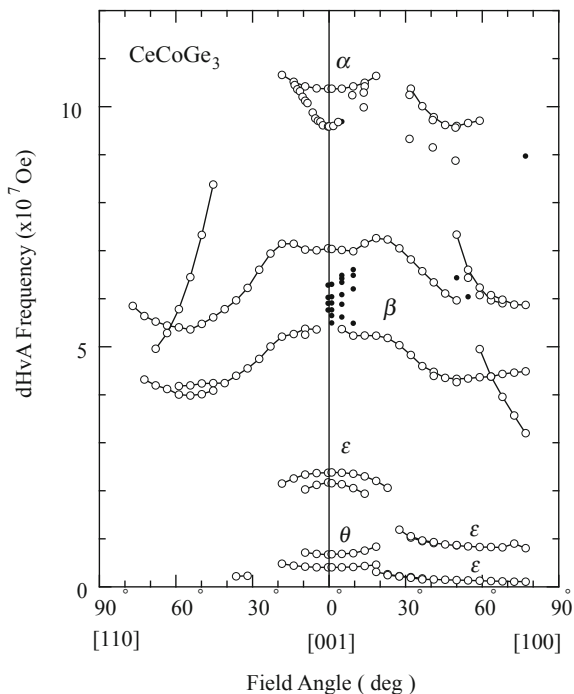 CeCoGe3
α
10
β
5
ε
θ
ε
ε
0
dHvA Frequency (x10^7 Oe)
90° 60° 30° 0° 30° 60° 90°
[110] [001] [100]
Field Angle ( deg )